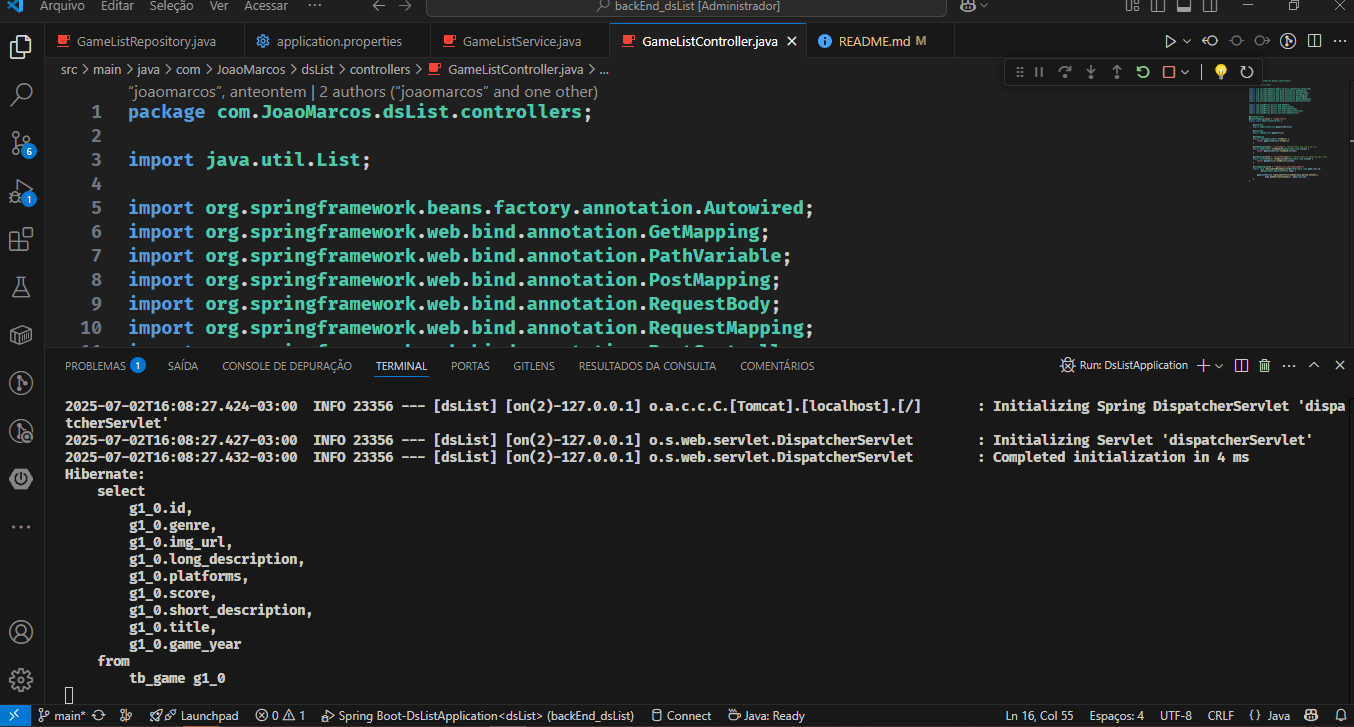 Arquivo Editar Seleção Ver Acessar ··· backEnd_dsList [Administrador]
GameListRepository.java application.properties GameListService.java GameListController.java README.md M
src > main > java > com > JoaoMarcos > dsList > controllers > GameListController.java > ...
"joaomarcos", anteontem | 2 authors ("joaomarcos" and one other)
1 package com.JoaoMarcos.dsList.controllers;
2
3 import java.util.List;
4
5 import org.springframework.beans.factory.annotation.Autowired;
6 import org.springframework.web.bind.annotation.GetMapping;
7 import org.springframework.web.bind.annotation.PathVariable;
8 import org.springframework.web.bind.annotation.PostMapping;
9 import org.springframework.web.bind.annotation.RequestBody;
10 import org.springframework.web.bind.annotation.RequestMapping;
6
1
PROBLEMAS 1 SAÍDA CONSOLE DE DEPURAÇÃO TERMINAL PORTAS GITLENS RESULTADOS DA CONSULTA COMENTÁRIOS Run: DsListApplication
2025-07-02T16:08:27.424-03:00 INFO 23356 --- [dsList] [on(2)-127.0.0.1] o.a.c.c.C.[Tomcat].[localhost].[/] : Initializing Spring DispatcherServlet 'dispa
tcherServlet'
2025-07-02T16:08:27.427-03:00 INFO 23356 --- [dsList] [on(2)-127.0.0.1] o.s.web.servlet.DispatcherServlet : Initializing Servlet 'dispatcherServlet'
2025-07-02T16:08:27.432-03:00 INFO 23356 --- [dsList] [on(2)-127.0.0.1] o.s.web.servlet.DispatcherServlet : Completed initialization in 4 ms
Hibernate:
select
g1_0.id,
g1_0.genre,
g1_0.img_url,
g1_0.long_description,
g1_0.platforms,
g1_0.score,
g1_0.short_description,
g1_0.title,
g1_0.game_year
from
tb_game g1_0
main* Launchpad 0 1 Spring Boot-DsListApplication<dsList> (backEnd_dsList) Connect Java: Ready Ln 16, Col 55 Espaços: 4 UTF-8 CRLF {} Java